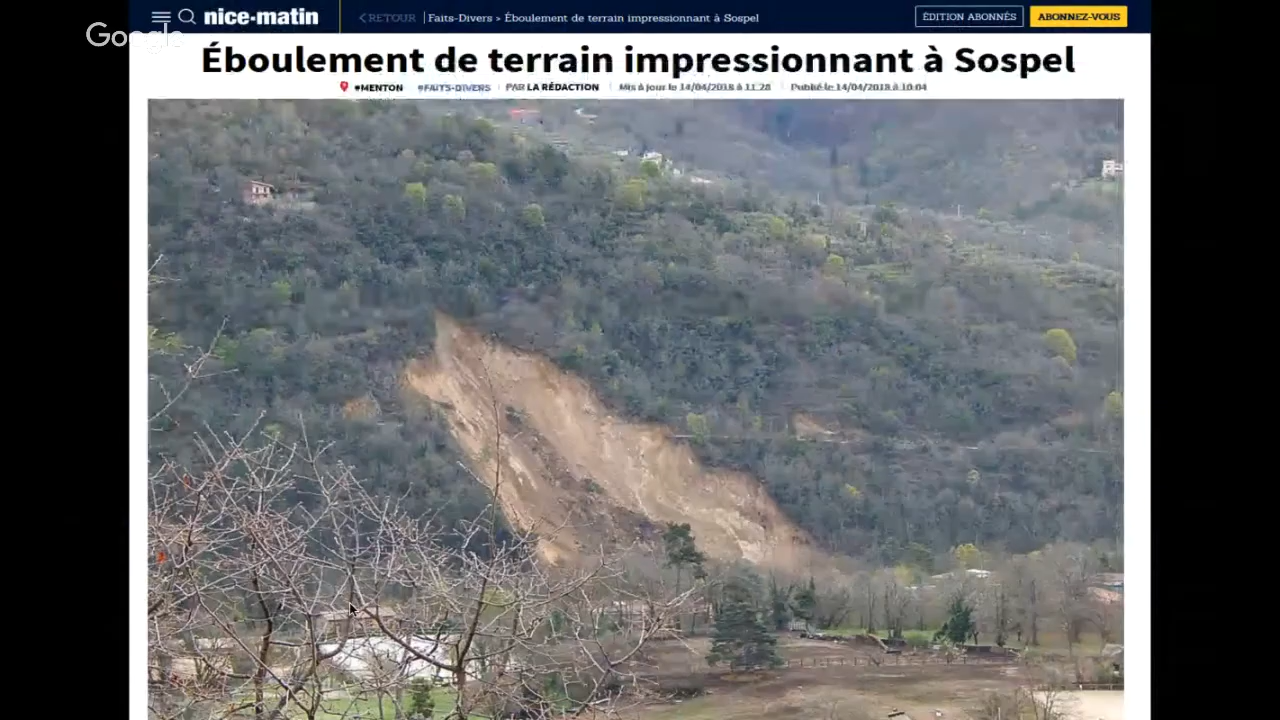 nice-matin
RETOUR
Faits-Divers > Éboulement de terrain impressionnant à Sospel
ÉDITION ABONNÉS
ABONNEZ-VOUS
Google
Éboulement de terrain impressionnant à Sospel
#MENTON #FAITS-DIVERS PAR LA RÉDACTION Mis à jour le 14/04/2018 à 11:28 Publié le 14/04/2018 à 10:04